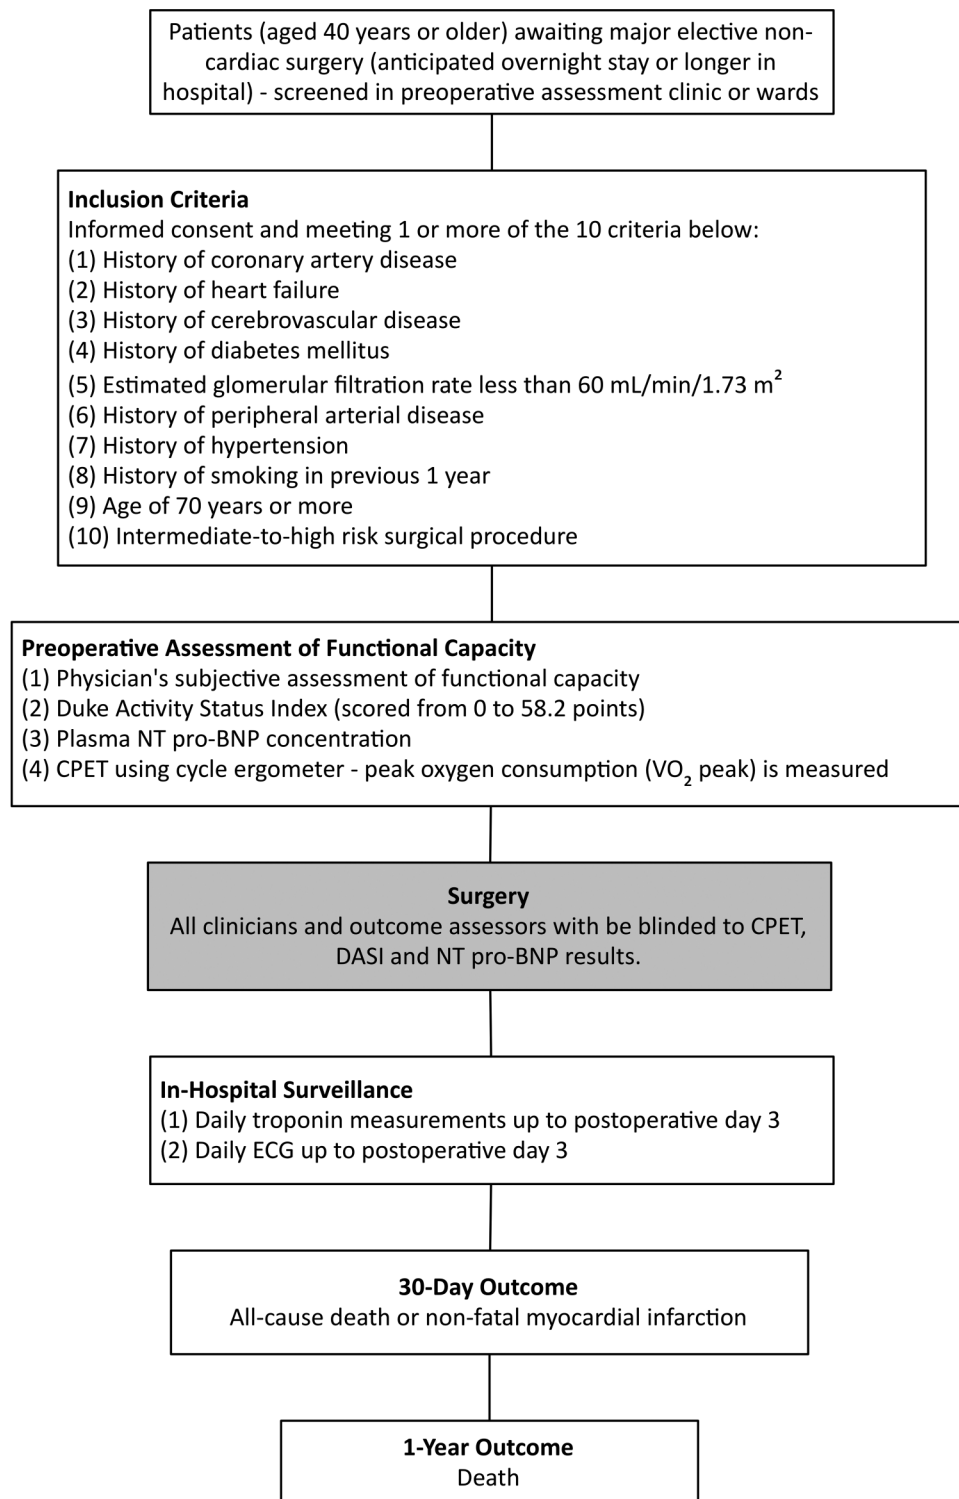 Patients (aged 40 years or older) awaiting major elective non-
cardiac surgery (anticipated overnight stay or longer in
hospital) - screened in preoperative assessment clinic or wards
Inclusion Criteria
Informed consent and meeting 1 or more of the 10 criteria below:
(1) History of coronary artery disease
(2) History of heart failure
(3) History of cerebrovascular disease
(4) History of diabetes mellitus
(5) Estimated glomerular filtration rate less than 60 mL/min/1.73 m²
(6) History of peripheral arterial disease
(7) History of hypertension
(8) History of smoking in previous 1 year
(9) Age of 70 years or more
(10) Intermediate-to-high risk surgical procedure
Preoperative Assessment of Functional Capacity
(1) Physician's subjective assessment of functional capacity
(2) Duke Activity Status Index (scored from 0 to 58.2 points)
(3) Plasma NT pro-BNP concentration
(4) CPET using cycle ergometer - peak oxygen consumption (VO₂ peak) is measured
Surgery
All clinicians and outcome assessors with be blinded to CPET,
DASI and NT pro-BNP results.
In-Hospital Surveillance
(1) Daily troponin measurements up to postoperative day 3
(2) Daily ECG up to postoperative day 3
30-Day Outcome
All-cause death or non-fatal myocardial infarction
1-Year Outcome
Death